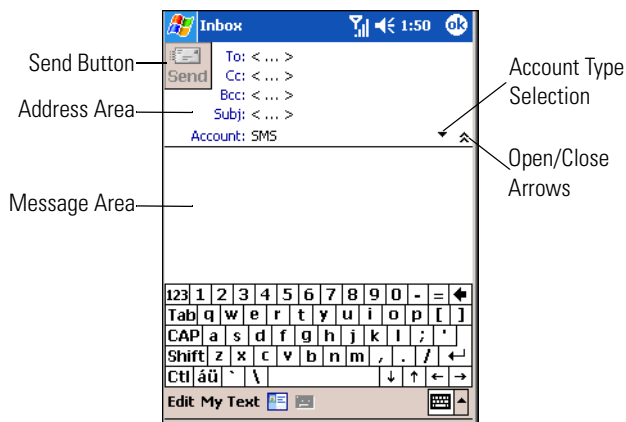 Inbox 1:50 ok
Send Button
Send
To: < ... >
Cc: < ... >
Bcc: < ... >
Address Area
Subj: < ... >
Account: SMS
Account Type
Selection
Open/Close
Arrows
Message Area
123 1 2 3 4 5 6 7 8 9 0 - =
Tab q w e r t y u i o p [ ]
CAP a s d f g h j k l ; '
Shift z x c v b n m , . /
Ctl áü ` \
Edit My Text